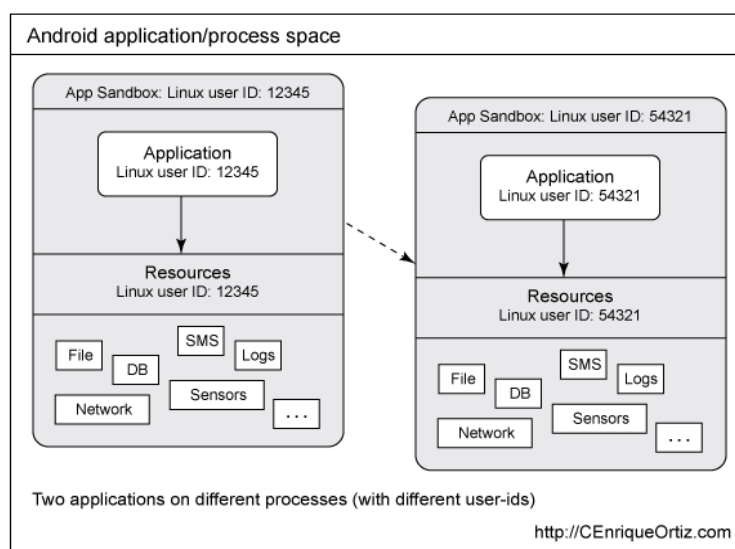 Android application/process space
App Sandbox: Linux user ID: 12345
Application
Linux user ID: 12345
Resources
Linux user ID: 12345
File
DB
SMS
Logs
Network
Sensors
...
App Sandbox: Linux user ID: 54321
Application
Linux user ID: 54321
Resources
Linux user ID: 54321
File
DB
SMS
Logs
Network
Sensors
...
Two applications on different processes (with different user-ids)
http://CEnriqueOrtiz.com